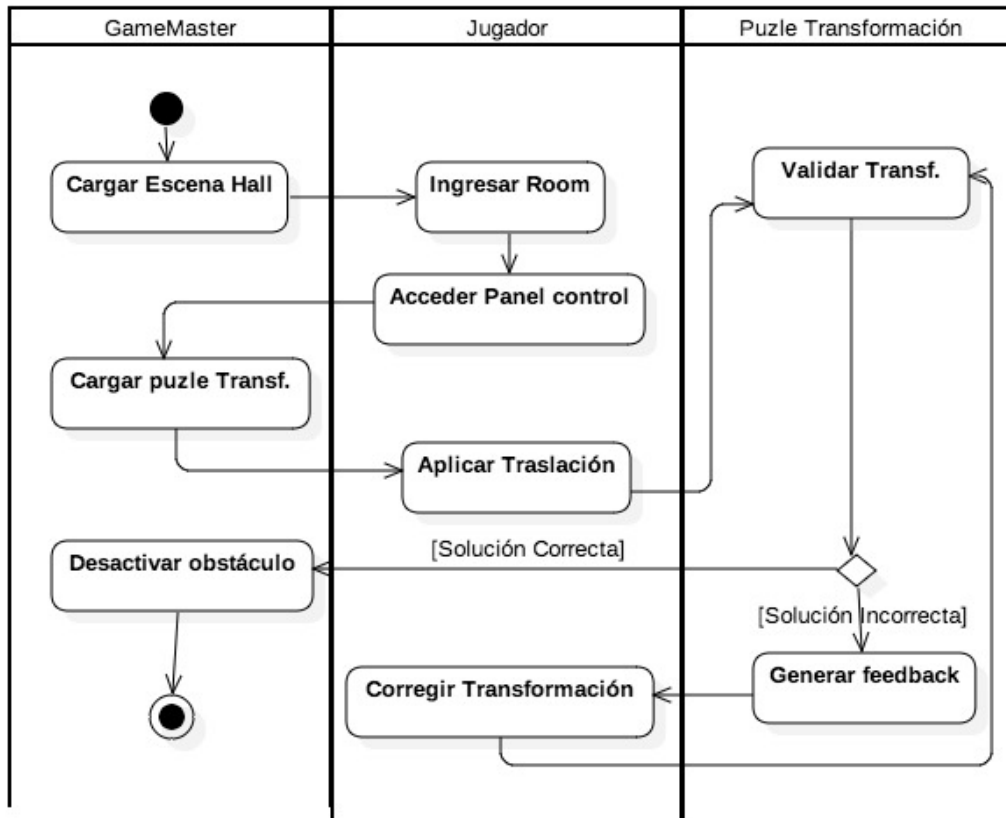 GameMaster
Jugador
Puzle Transformación
Cargar Escena Hall
Ingresar Room
Validar Transf.
Acceder Panel control
Cargar puzle Transf.
Aplicar Traslación
[Solución Correcta]
Desactivar obstáculo
[Solución Incorrecta]
Corregir Transformación
Generar feedback